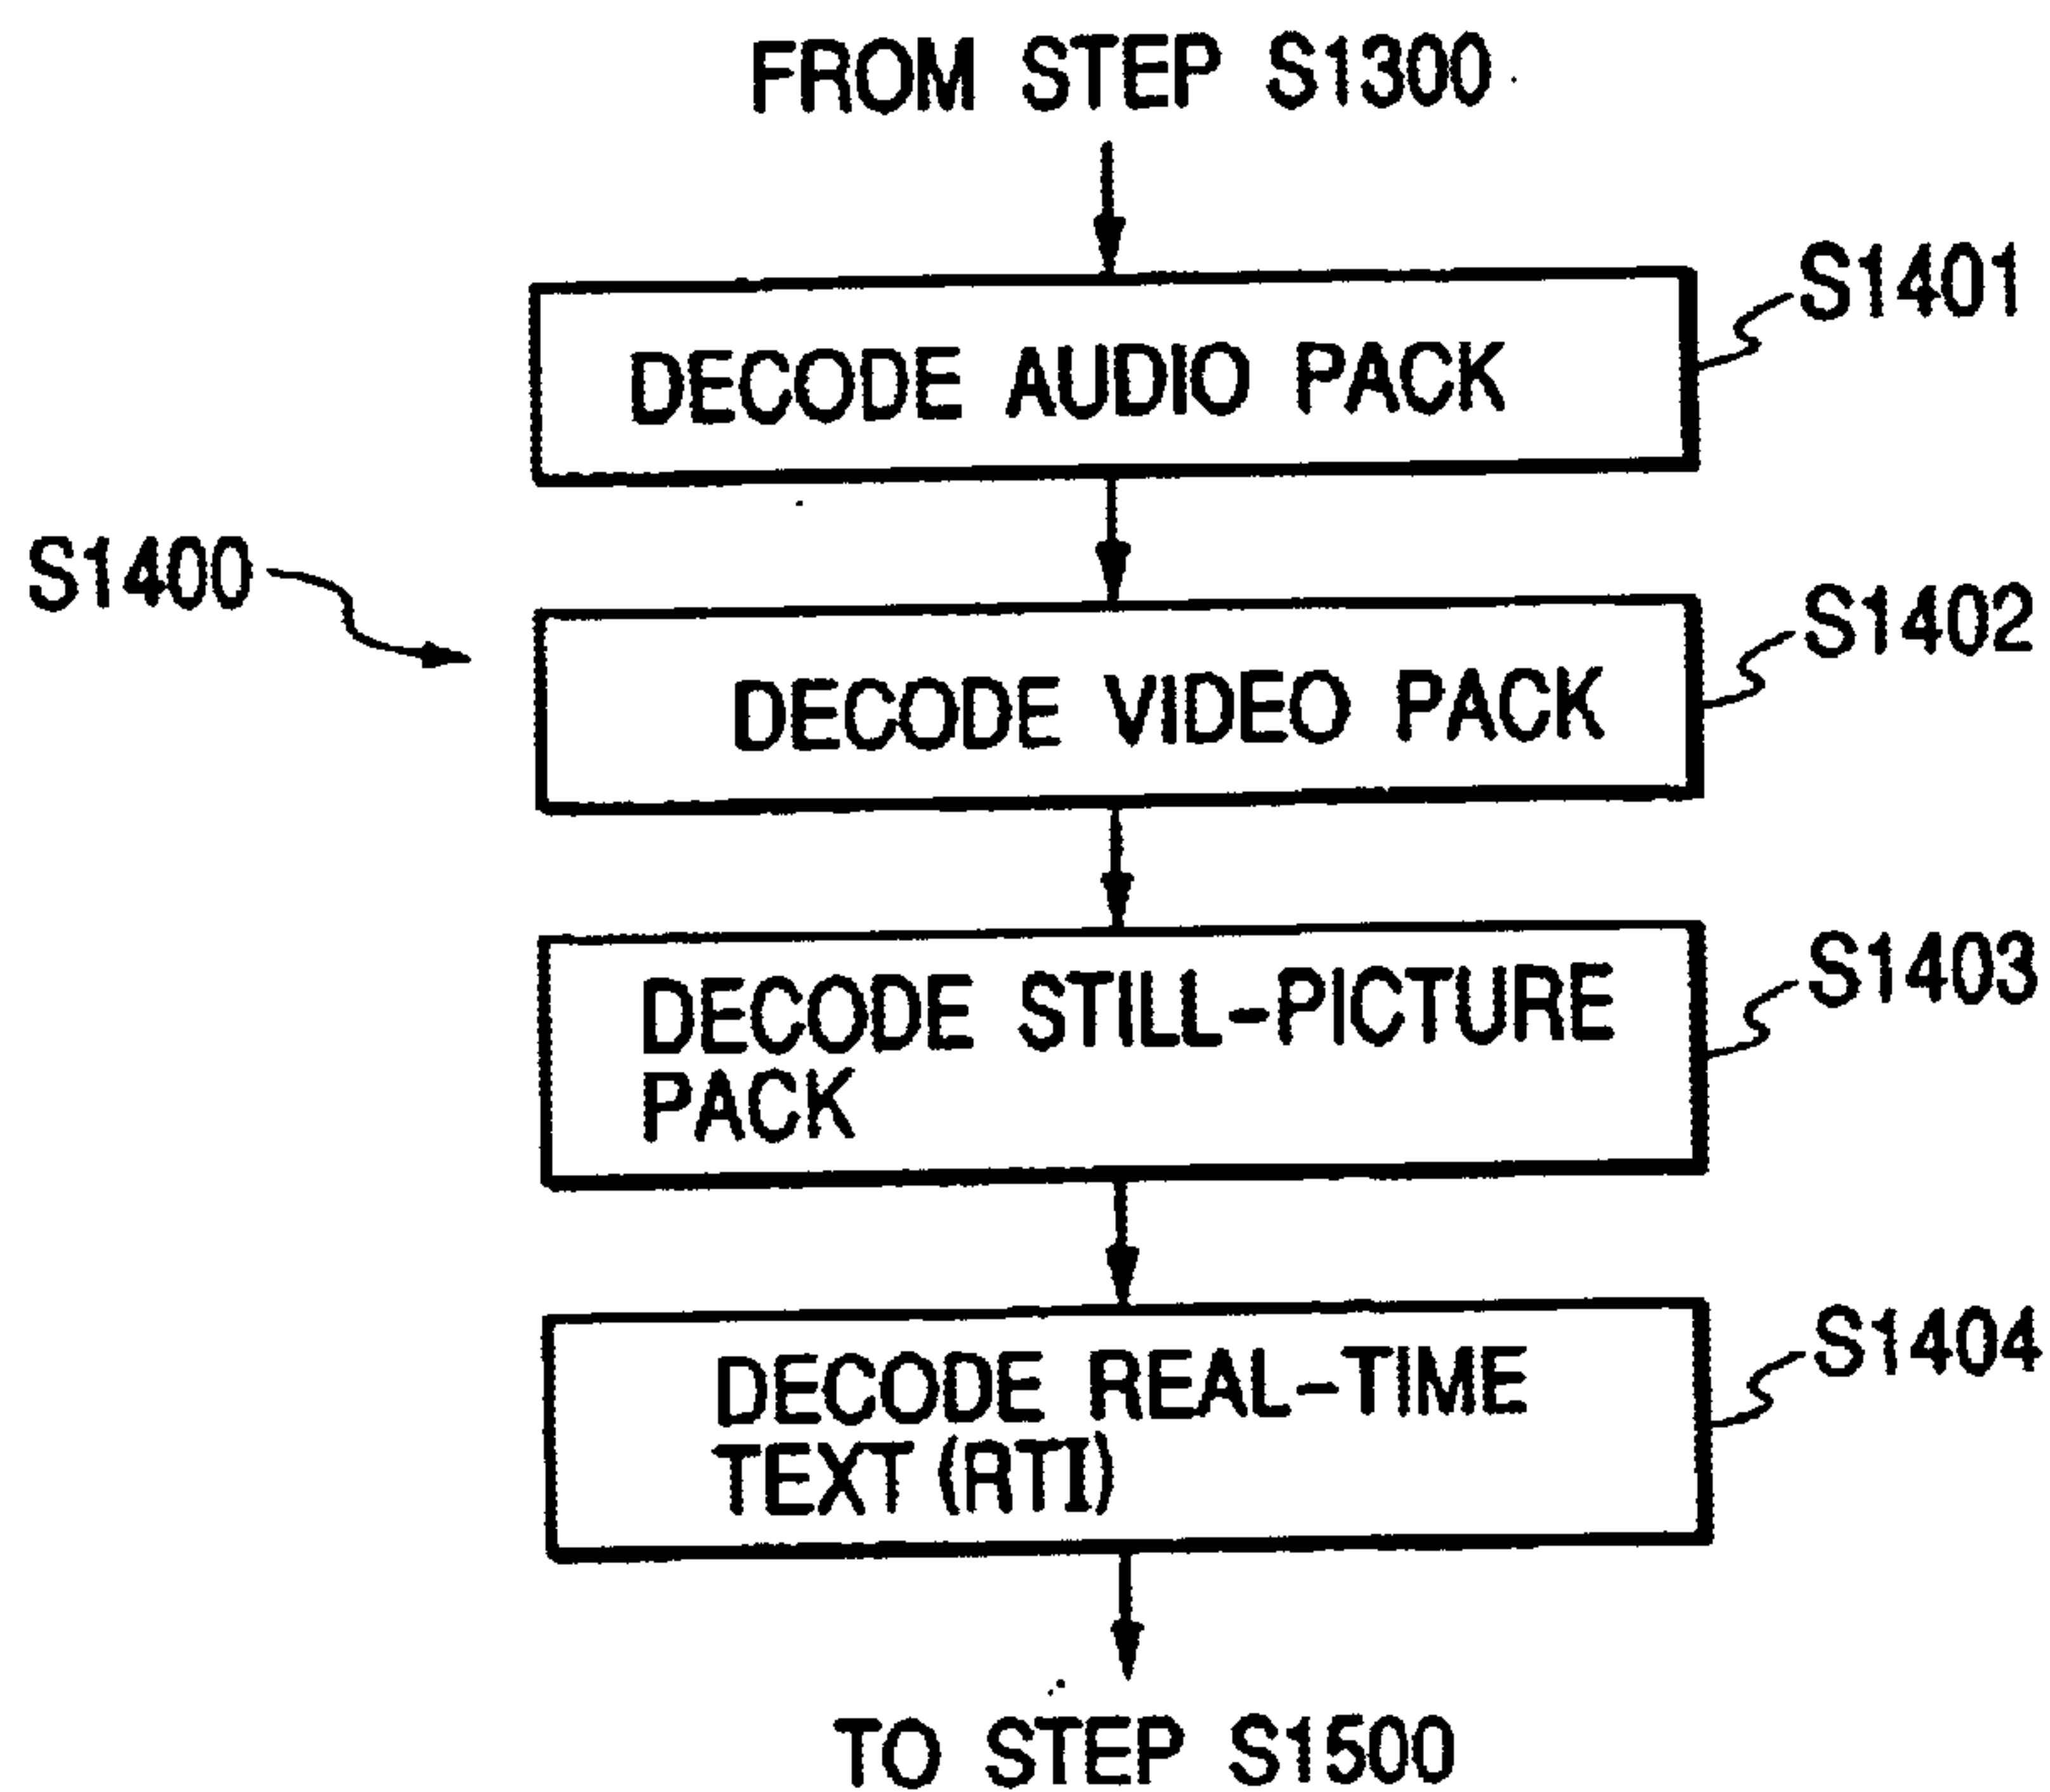 FROM STEP S1300
S1401
DECODE AUDIO PACK
S1400
S1402
DECODE VIDEO PACK
S1403
DECODE STILL-PICTURE
PACK
S1404
DECODE REAL-TIME
TEXT (RTI)
TO STEP S1500